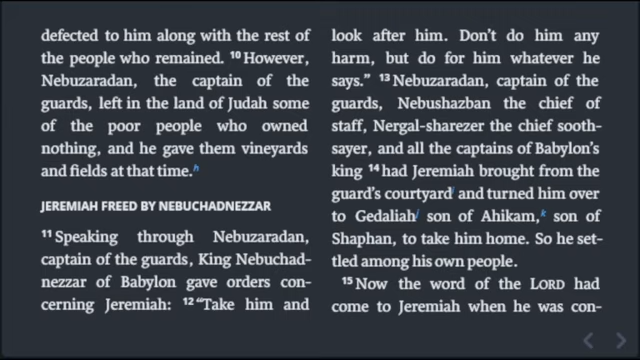 defected to him along with the rest of
the people who remained. 10 However,
Nebuzaradan, the captain of the
guards, left in the land of Judah some
of the poor people who owned
nothing, and he gave them vineyards
and fields at that time.h
JEREMIAH FREED BY NEBUCHADNEZZAR
11 Speaking through Nebuzaradan,
captain of the guards, King Nebuchad-
nezzar of Babylon gave orders con-
cerning Jeremiah: 12 “Take him and
look after him. Don’t do him any
harm, but do for him whatever he
says.” 13 Nebuzaradan, captain of the
guards, Nebushazban the chief of
staff, Nergal-sharezer the chief sooth-
sayer, and all the captains of Babylon’s
king 14 had Jeremiah brought from the
guard’s courtyardi and turned him over
to Gedaliahj son of Ahikam,k son of
Shaphan, to take him home. So he set-
tled among his own people.
15 Now the word of the LORD had
come to Jeremiah when he was con-